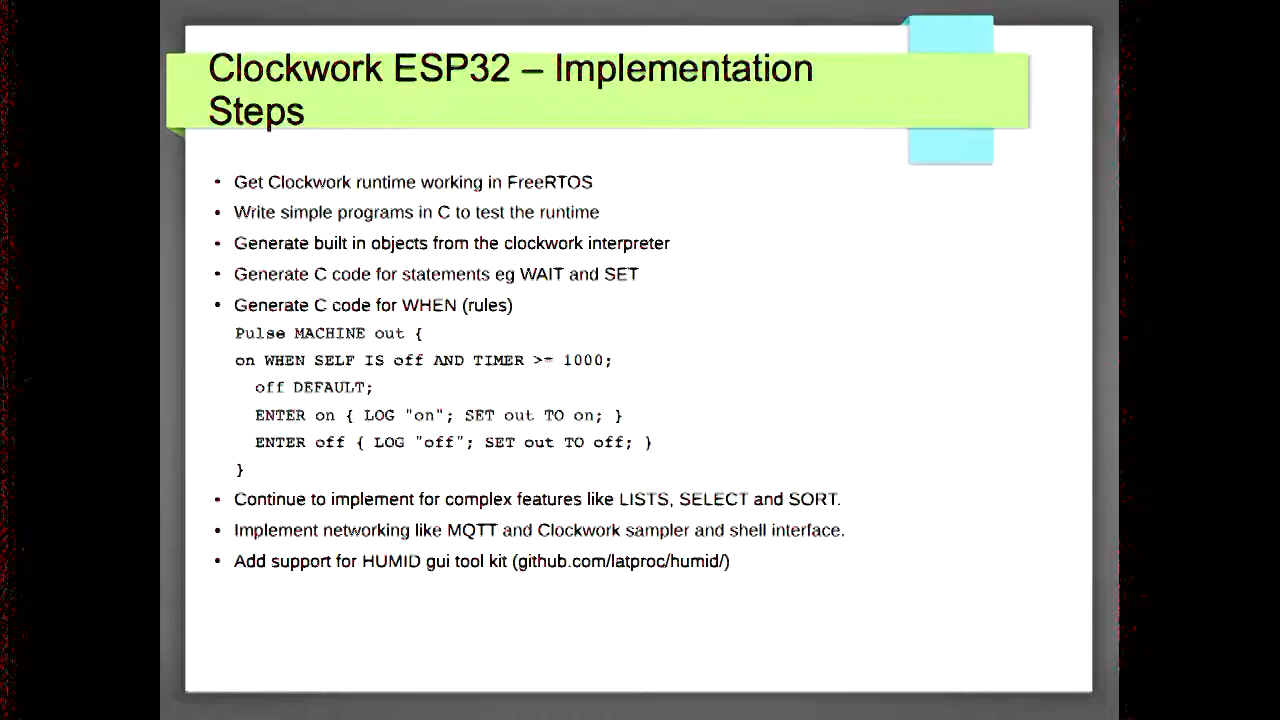 Clockwork ESP32 – Implementation
Steps
• Get Clockwork runtime working in FreeRTOS
• Write simple programs in C to test the runtime
• Generate built in objects from the clockwork interpreter
• Generate C code for statements eg WAIT and SET
• Generate C code for WHEN (rules)
Pulse MACHINE out {
on WHEN SELF IS off AND TIMER >= 1000;
off DEFAULT;
ENTER on { LOG "on"; SET out TO on; }
ENTER off { LOG "off"; SET out TO off; }
}
• Continue to implement for complex features like LISTS, SELECT and SORT.
• Implement networking like MQTT and Clockwork sampler and shell interface.
• Add support for HUMID gui tool kit (github.com/latproc/humid/)